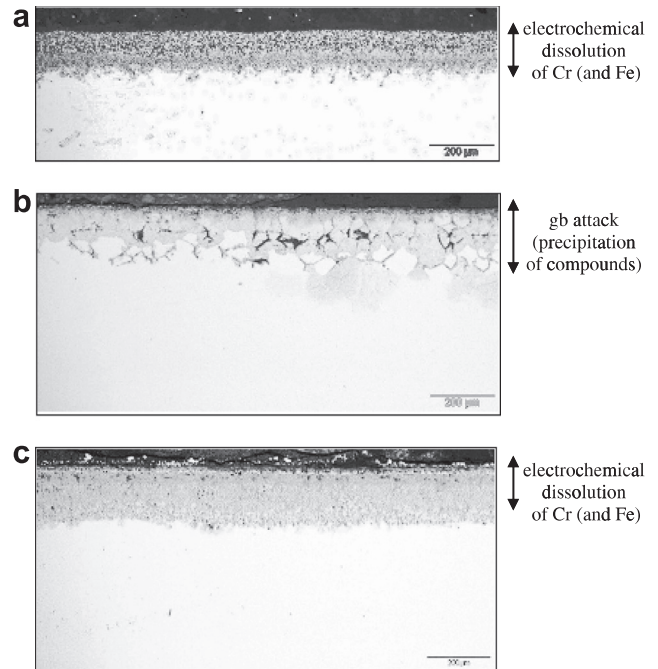 a
electrochemical
dissolution
of Cr (and Fe)
200 µm
b
gb attack
(precipitation
of compounds)
200 µm
c
electrochemical
dissolution
of Cr (and Fe)
200 µm